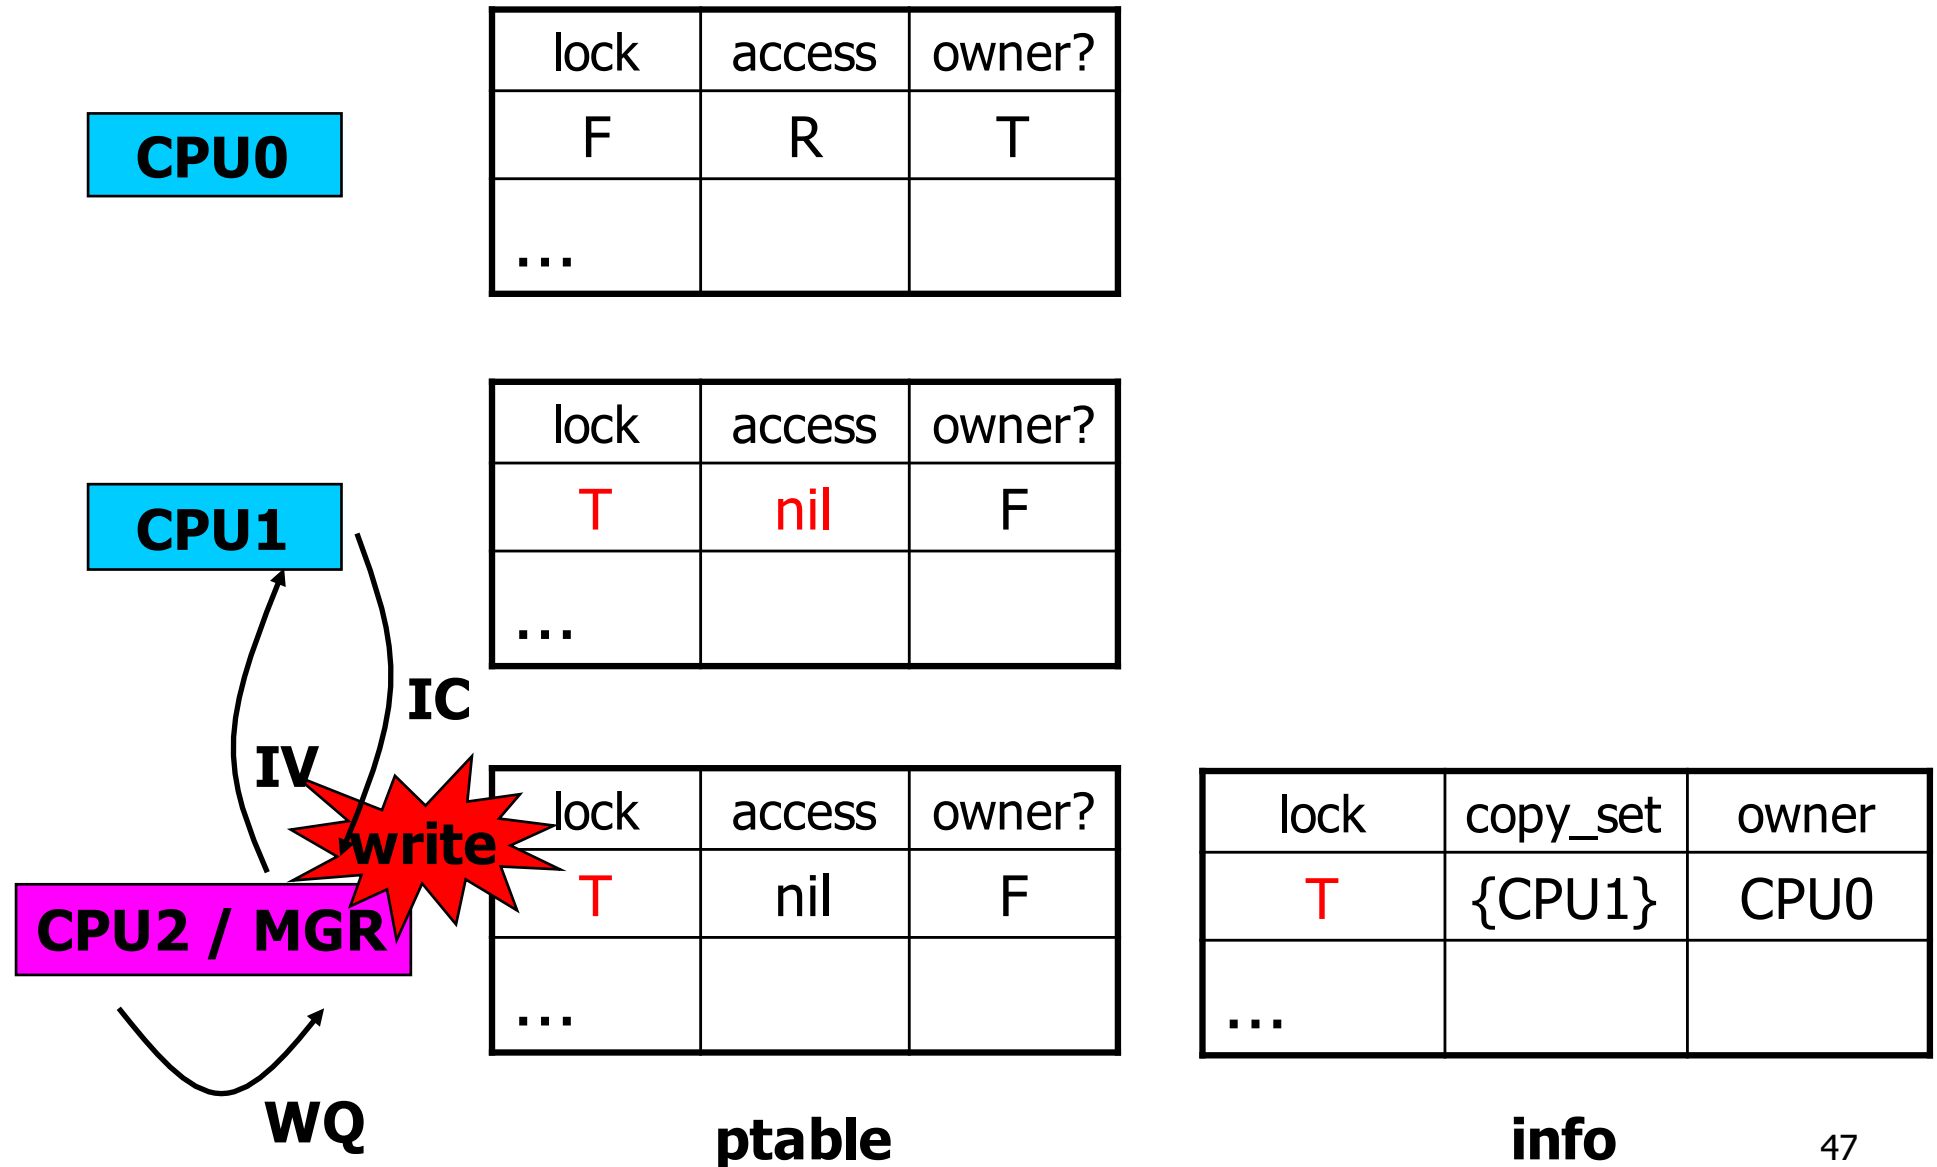 lock access owner?
CPU0 F R T
...
lock access owner?
CPU1 T nil F
...
IC
IV
write
lock access owner?
lock copy_set owner
CPU2 / MGR T nil F
T {CPU1} CPU0
...
...
WQ
ptable
info
47